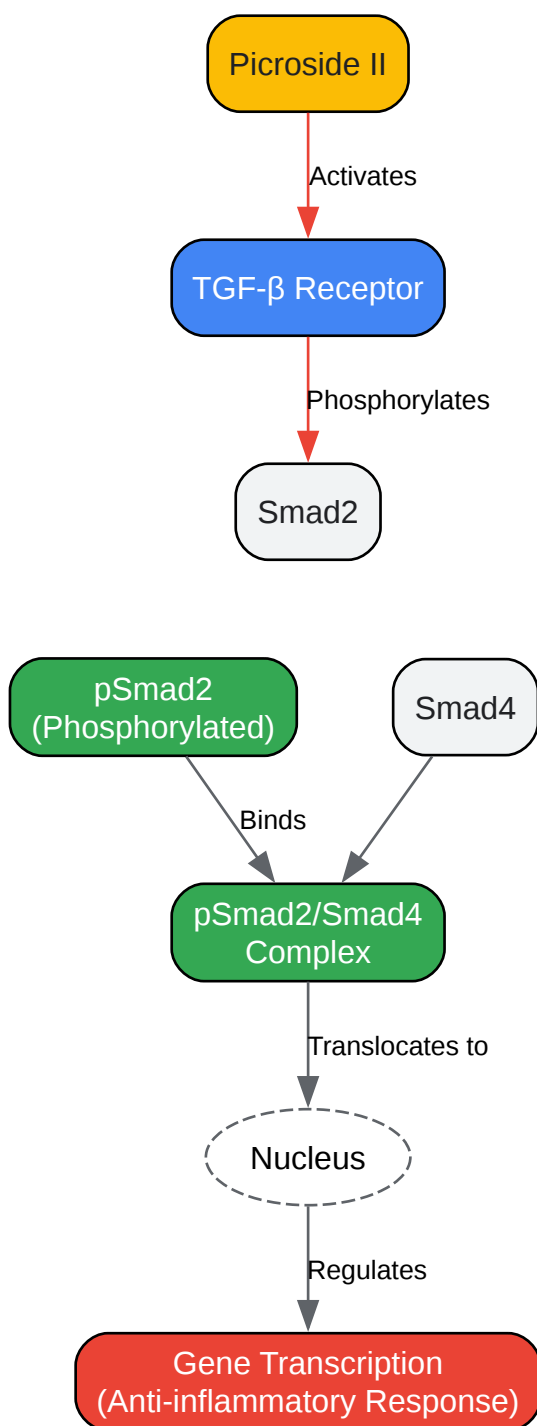 Picroside II
Activates
TGF-β Receptor
Phosphorylates
Smad2
pSmad2
(Phosphorylated)
Smad4
Binds
pSmad2/Smad4
Complex
Translocates to
Nucleus
Regulates
Gene Transcription
(Anti-inflammatory Response)